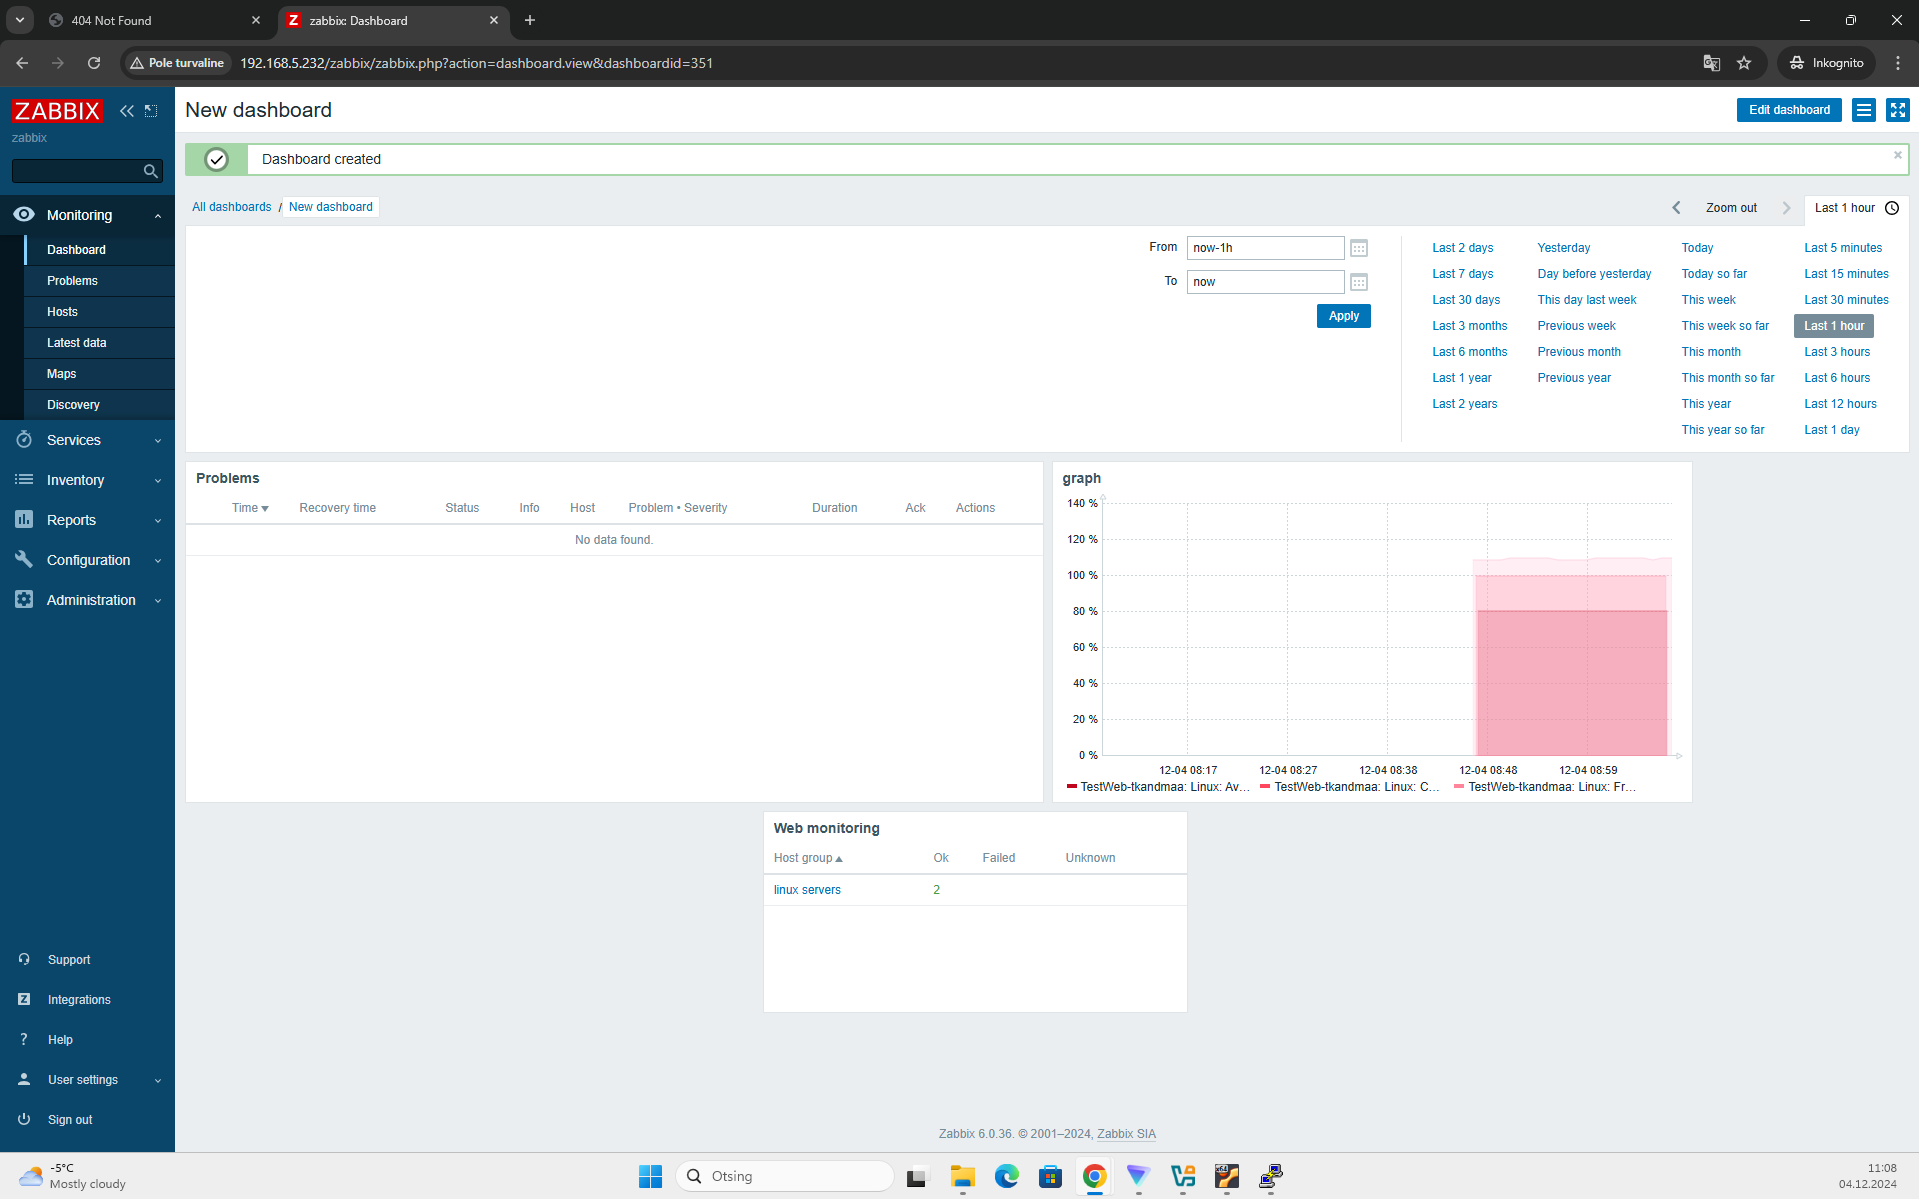 404 Not Found
zabbix: Dashboard
Pole turvaline
192.168.5.232/zabbix/zabbix.php?action=dashboard.view&dashboardid=351
Inkognito
ZABBIX
zabbix
New dashboard
Edit dashboard
Dashboard created
All dashboards / New dashboard
Zoom out
Last 1 hour
Monitoring
Dashboard
Problems
Hosts
Latest data
Maps
Discovery
Services
Inventory
Reports
Configuration
Administration
Support
Integrations
Help
User settings
Sign out
From now-1h
To now
Apply
Last 2 days Yesterday Today Last 5 minutes
Last 7 days Day before yesterday Today so far Last 15 minutes
Last 30 days This day last week This week Last 30 minutes
Last 3 months Previous week This week so far Last 1 hour
Last 6 months Previous month This month Last 3 hours
Last 1 year Previous year This month so far Last 6 hours
Last 2 years This year Last 12 hours
This year so far Last 1 day
Problems
Time Recovery time Status Info Host Problem • Severity Duration Ack Actions
No data found.
graph
140 %
120 %
100 %
80 %
60 %
40 %
20 %
0 %
12-04 08:17 12-04 08:27 12-04 08:38 12-04 08:48 12-04 08:59
TestWeb-tkandmaa: Linux: Av... TestWeb-tkandmaa: Linux: C... TestWeb-tkandmaa: Linux: Fr...
Web monitoring
Host group Ok Failed Unknown
linux servers 2
Zabbix 6.0.36. © 2001–2024, Zabbix SIA
-5°C
Mostly cloudy
Otsing
11:08
04.12.2024